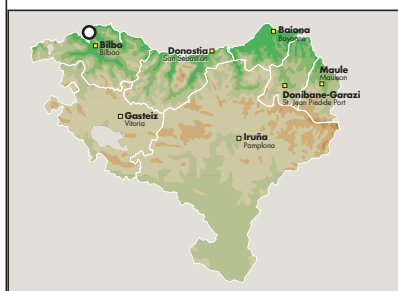 Baiona
Bayonne
Bilbo
Bilbao
Donostia
San Sebastián
Maule
Mauleon
Donibane-Garazi
St. Jean Pied de Port
Gasteiz
Vitoria
Iruña
Pamplona